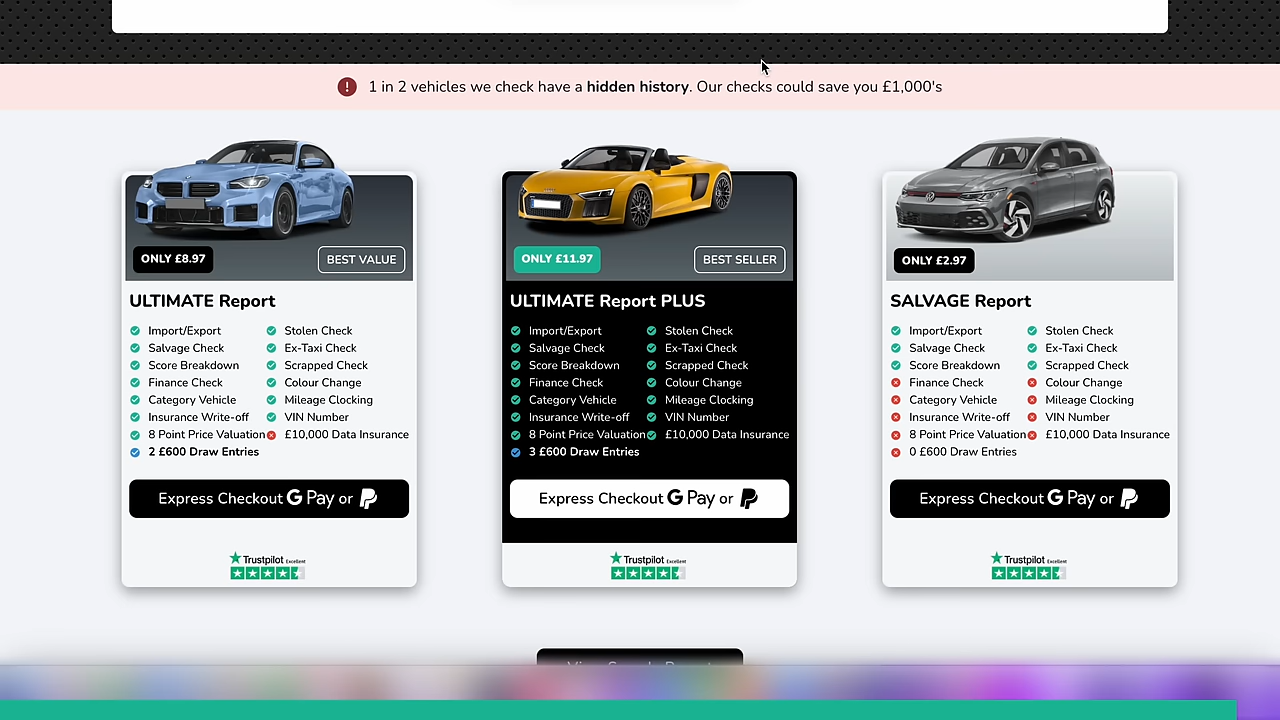 1 in 2 vehicles we check have a hidden history. Our checks could save you £1,000's
ONLY £8.97
BEST VALUE
ULTIMATE Report
Import/Export
Stolen Check
Salvage Check
Ex-Taxi Check
Score Breakdown
Scrapped Check
Finance Check
Colour Change
Category Vehicle
Mileage Clocking
Insurance Write-off
VIN Number
8 Point Price Valuation
£10,000 Data Insurance
2 £600 Draw Entries
Express Checkout G Pay or
Trustpilot Excellent
ONLY £11.97
BEST SELLER
ULTIMATE Report PLUS
Import/Export
Stolen Check
Salvage Check
Ex-Taxi Check
Score Breakdown
Scrapped Check
Finance Check
Colour Change
Category Vehicle
Mileage Clocking
Insurance Write-off
VIN Number
8 Point Price Valuation
£10,000 Data Insurance
3 £600 Draw Entries
Express Checkout G Pay or
Trustpilot Excellent
ONLY £2.97
SALVAGE Report
Import/Export
Stolen Check
Salvage Check
Ex-Taxi Check
Score Breakdown
Scrapped Check
Finance Check
Colour Change
Category Vehicle
Mileage Clocking
Insurance Write-off
VIN Number
8 Point Price Valuation
£10,000 Data Insurance
0 £600 Draw Entries
Express Checkout G Pay or
Trustpilot Excellent